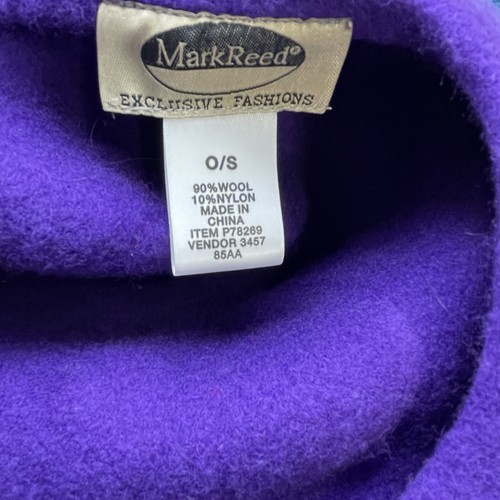 MarkReed®
EXCLUSIVE FASHIONS
O/S
90%WOOL
10%NYLON
MADE IN
CHINA
ITEM P78269
VENDOR 3457
85AA